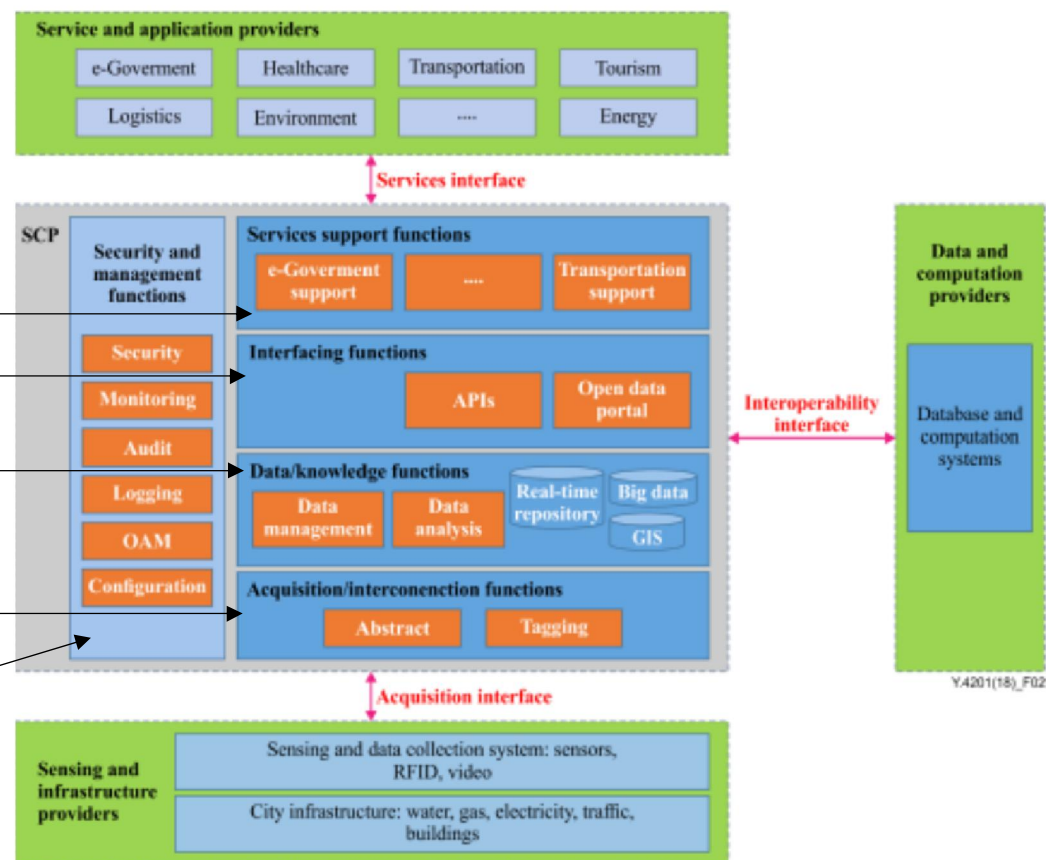 Service and application providers
e-Goverment
Healthcare
Transportation
Tourism
Logistics
Environment
....
Energy
Services interface
SCP
Security and
management
functions
Security
Monitoring
Audit
Logging
OAM
Configuration
Services support functions
e-Goverment
support
....
Transportation
support
Interfacing functions
APIs
Open data
portal
Data/knowledge functions
Data
management
Data
analysis
Real-time
repository
Big data
GIS
Acquisition/interconenction functions
Abstract
Tagging
Interoperability
interface
Data and
computation
providers
Database and
computation
systems
Y.4201(18)_F02
Acquisition interface
Sensing and
infrastructure
providers
Sensing and data collection system: sensors,
RFID, video
City infrastructure: water, gas, electricity, traffic,
buildings